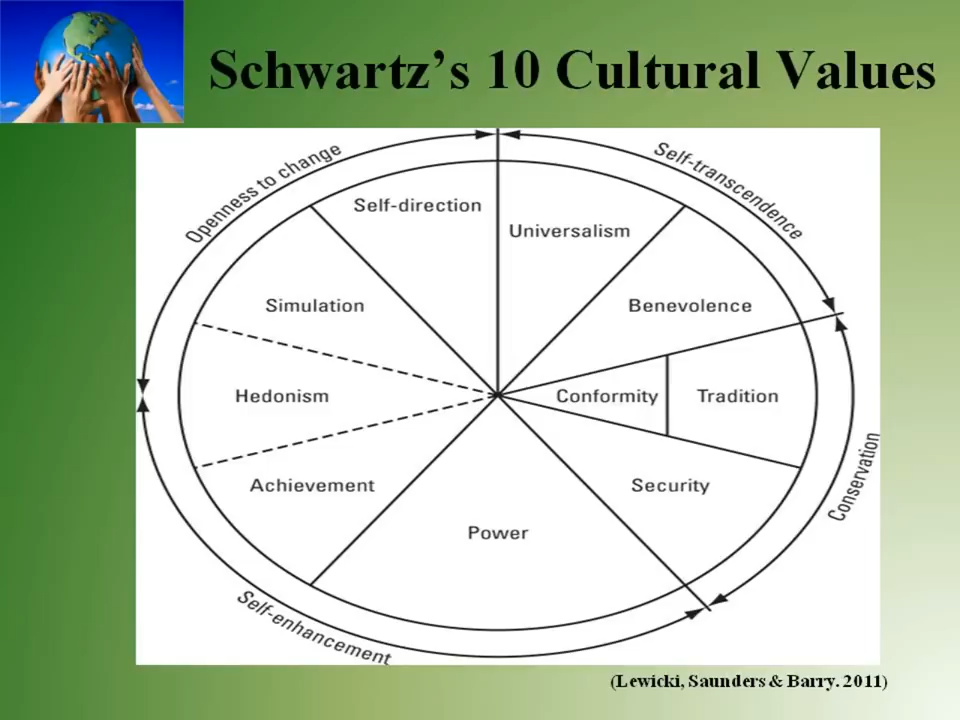 Schwartz's 10 Cultural Values
Openness to change
Self-transcendence
Self-direction
Universalism
Simulation
Benevolence
Hedonism
Conformity
Tradition
Achievement
Security
Power
Conservation
Self-enhancement
(Lewicki, Saunders & Barry. 2011)